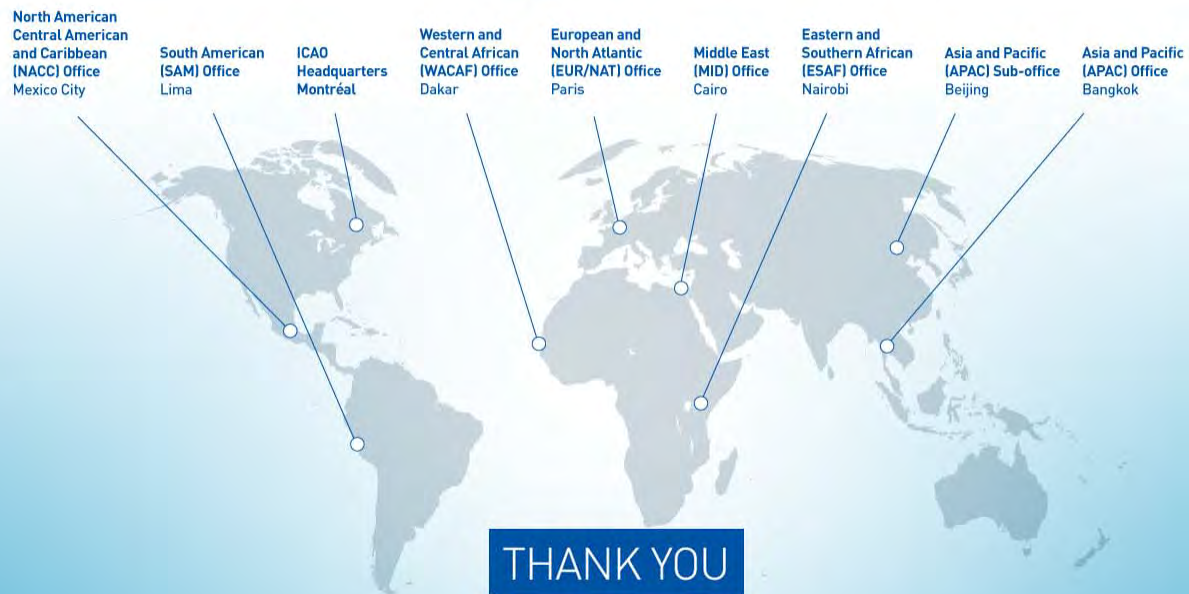 North American
Central American
and Caribbean
(NACC) Office
Mexico City
South American
(SAM) Office
Lima
ICAO
Headquarters
Montréal
Western and
Central African
(WACAF) Office
Dakar
European and
North Atlantic
(EUR/NAT) Office
Paris
Middle East
(MID) Office
Cairo
Eastern and
Southern African
(ESAF) Office
Nairobi
Asia and Pacific
(APAC) Sub-office
Beijing
Asia and Pacific
(APAC) Office
Bangkok
THANK YOU